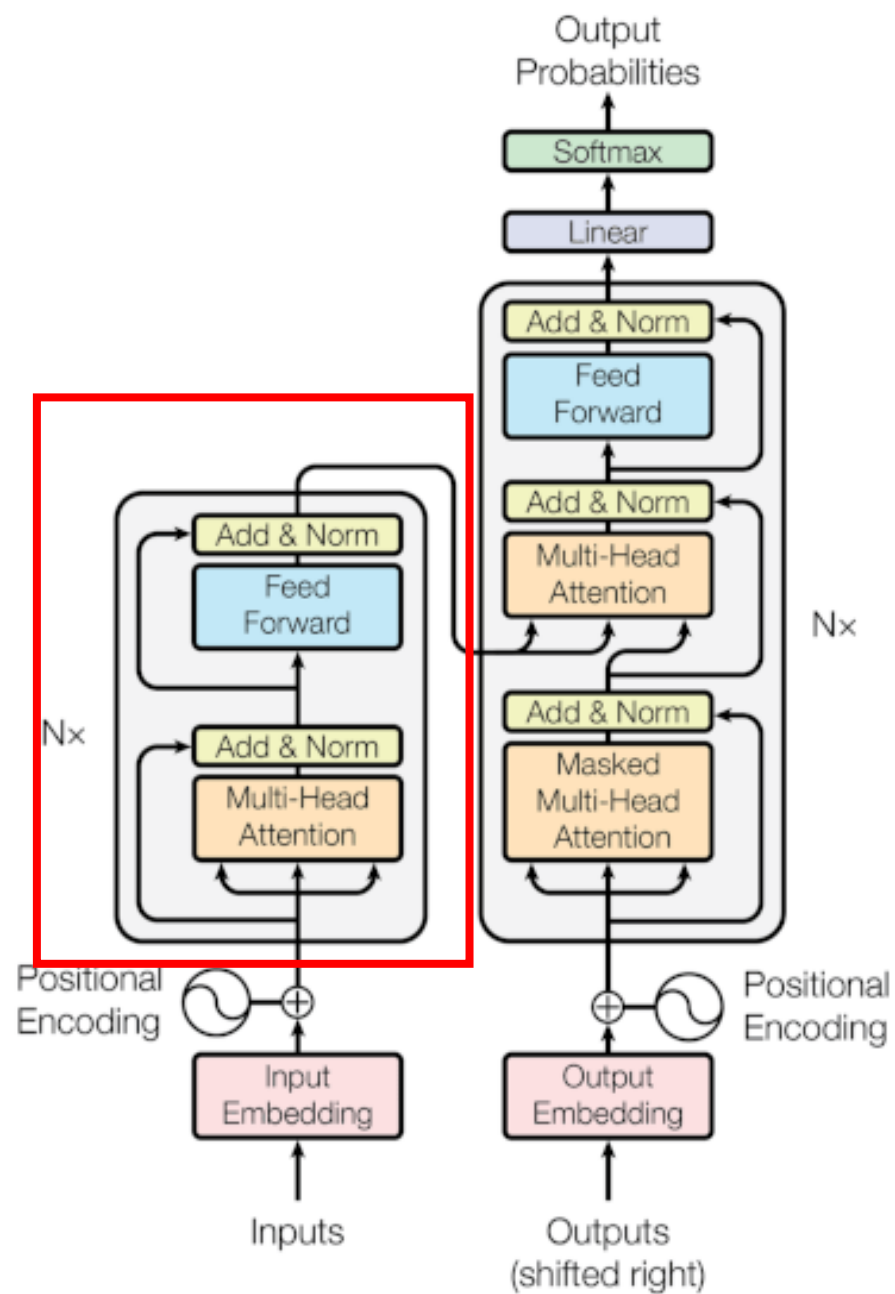 Output
Probabilities
Softmax
Linear
Add & Norm
Feed
Forward
Add & Norm
Multi-Head
Attention
Nx
Add & Norm
Masked
Multi-Head
Attention
Add & Norm
Feed
Forward
Nx
Add & Norm
Multi-Head
Attention
Positional
Encoding
Positional
Encoding
Input
Embedding
Output
Embedding
Inputs
Outputs
(shifted right)